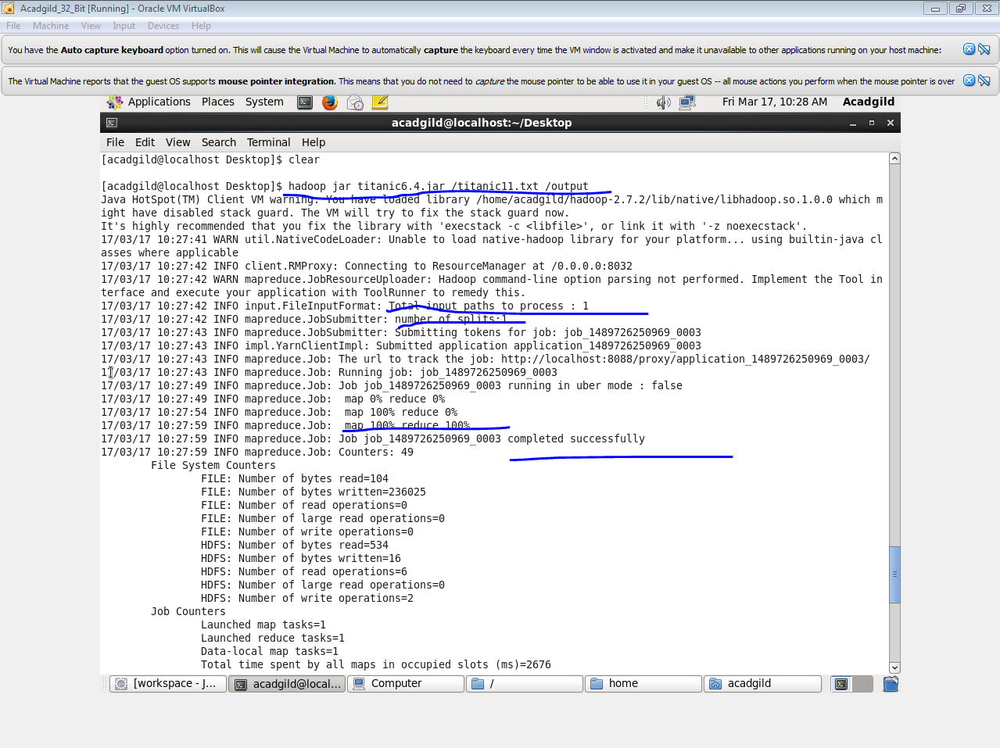 Acadgild_32_Bit [Running] - Oracle VM VirtualBox
File Machine View Input Devices Help
You have the Auto capture keyboard option turned on. This will cause the Virtual Machine to automatically capture the keyboard every time the VM window is activated and make it unavailable to other applications running on your host machine:
The Virtual Machine reports that the guest OS supports mouse pointer integration. This means that you do not need to capture the mouse pointer to be able to use it in your guest OS -- all mouse actions you perform when the mouse pointer is over
Applications Places System Fri Mar 17, 10:28 AM Acadgild
acadgild@localhost:~/Desktop
File Edit View Search Terminal Help
[acadgild@localhost Desktop]$ clear
[acadgild@localhost Desktop]$ hadoop jar titanic6.4.jar /titanic11.txt /output
Java HotSpot(TM) Client VM warning: You have loaded library /home/acadgild/hadoop-2.7.2/lib/native/libhadoop.so.1.0.0 which m
ight have disabled stack guard. The VM will try to fix the stack guard now.
It's highly recommended that you fix the library with 'execstack -c <libfile>', or link it with '-z noexecstack'.
17/03/17 10:27:41 WARN util.NativeCodeLoader: Unable to load native-hadoop library for your platform... using builtin-java cl
asses where applicable
17/03/17 10:27:42 INFO client.RMProxy: Connecting to ResourceManager at /0.0.0.0:8032
17/03/17 10:27:42 WARN mapreduce.JobResourceUploader: Hadoop command-line option parsing not performed. Implement the Tool in
terface and execute your application with ToolRunner to remedy this.
17/03/17 10:27:42 INFO input.FileInputFormat: Total input paths to process : 1
17/03/17 10:27:42 INFO mapreduce.JobSubmitter: number of splits:1
17/03/17 10:27:43 INFO mapreduce.JobSubmitter: Submitting tokens for job: job_1489726250969_0003
17/03/17 10:27:43 INFO impl.YarnClientImpl: Submitted application application_1489726250969_0003
17/03/17 10:27:43 INFO mapreduce.Job: The url to track the job: http://localhost:8088/proxy/application_1489726250969_0003/
17/03/17 10:27:43 INFO mapreduce.Job: Running job: job_1489726250969_0003
17/03/17 10:27:49 INFO mapreduce.Job: Job job_1489726250969_0003 running in uber mode : false
17/03/17 10:27:49 INFO mapreduce.Job:  map 0% reduce 0%
17/03/17 10:27:54 INFO mapreduce.Job:  map 100% reduce 0%
17/03/17 10:27:59 INFO mapreduce.Job:  map 100% reduce 100%
17/03/17 10:27:59 INFO mapreduce.Job: Job job_1489726250969_0003 completed successfully
17/03/17 10:27:59 INFO mapreduce.Job: Counters: 49
File System Counters
FILE: Number of bytes read=104
FILE: Number of bytes written=236025
FILE: Number of read operations=0
FILE: Number of large read operations=0
FILE: Number of write operations=0
HDFS: Number of bytes read=534
HDFS: Number of bytes written=16
HDFS: Number of read operations=6
HDFS: Number of large read operations=0
HDFS: Number of write operations=2
Job Counters
Launched map tasks=1
Launched reduce tasks=1
Data-local map tasks=1
Total time spent by all maps in occupied slots (ms)=2676
[workspace - J... acadgild@local... Computer / home acadgild